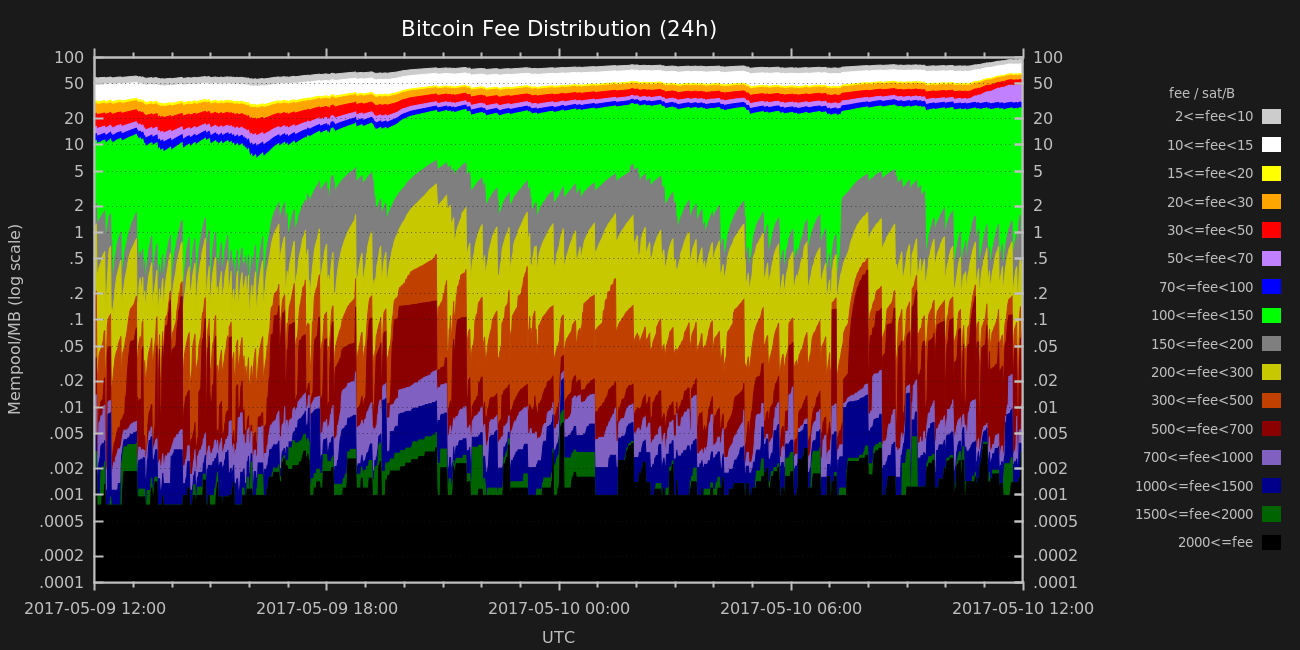 Bitcoin Fee Distribution (24h)
Mempool/MB (log scale)
100
50
20
10
5
2
1
.5
.2
.1
.05
.02
.01
.005
.002
.001
.0005
.0002
.0001
100
50
20
10
5
2
1
.5
.2
.1
.05
.02
.01
.005
.002
.001
.0005
.0002
.0001
fee / sat/B
2<=fee<10
10<=fee<15
15<=fee<20
20<=fee<30
30<=fee<50
50<=fee<70
70<=fee<100
100<=fee<150
150<=fee<200
200<=fee<300
300<=fee<500
500<=fee<700
700<=fee<1000
1000<=fee<1500
1500<=fee<2000
2000<=fee
2017-05-09 12:00 2017-05-09 18:00 2017-05-10 00:00 2017-05-10 06:00 2017-05-10 12:00
UTC